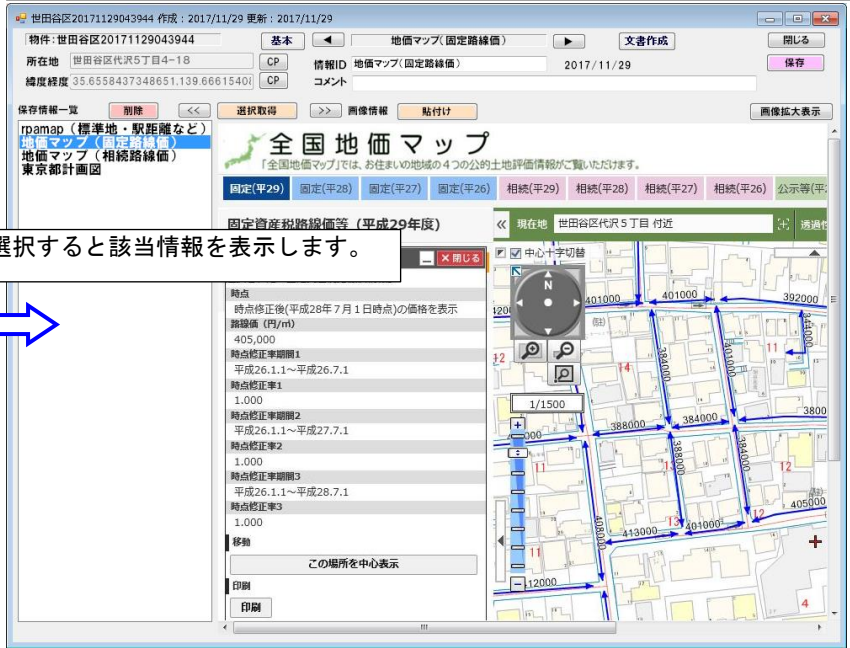 世田谷区20171129043944 作成：2017/11/29 更新：2017/11/29
物件：世田谷区20171129043944 基本 ◀ 地価マップ(固定路線価) ▶ 文書作成 閉じる
所在地 世田谷区代沢5丁目4-18 CP 情報ID 地価マップ(固定路線価) 2017/11/29 保存
緯度経度 35.6558437348651.139.6661540 CP コメント
保存情報一覧 削除 << 選択取得 >> 画像情報 貼付け 画像拡大表示
rpamap（標準地・駅距離など）
地価マップ（固定路線価）
地価マップ（相続路線価）
東京都計画図
全国地価マップ
「全国地価マップ」では、お住まいの地域の４つの公的土地評価情報がご覧いただけます。
固定(平29) 固定(平28) 固定(平27) 固定(平26) 相続(平29) 相続(平28) 相続(平27) 相続(平26) 公示等(平
固定資産税路線価等（平成29年度） 《 現在地 世田谷区代沢５丁目 付近 透過性
選択すると該当情報を表示します。
× 閉じる
中心十字切替
時点
時点修正後(平成28年７月１日時点)の価格を表示
路線価（円/㎡）
405,000
時点修正率期間1
平成26.1.1～平成26.7.1
時点修正率1
1.000
時点修正率期間2
平成26.1.1～平成27.7.1
時点修正率2
1.000
時点修正率期間3
平成26.1.1～平成28.7.1
時点修正率3
1.000
移動
この場所を中心表示
印刷
印刷
N
1/1500
401000 401000 392000
384000 401000 344000
11
14
388000 384000 3800
388000 384000
11 13 12
405000
408000 413000 401000
13 12
11
412000
4